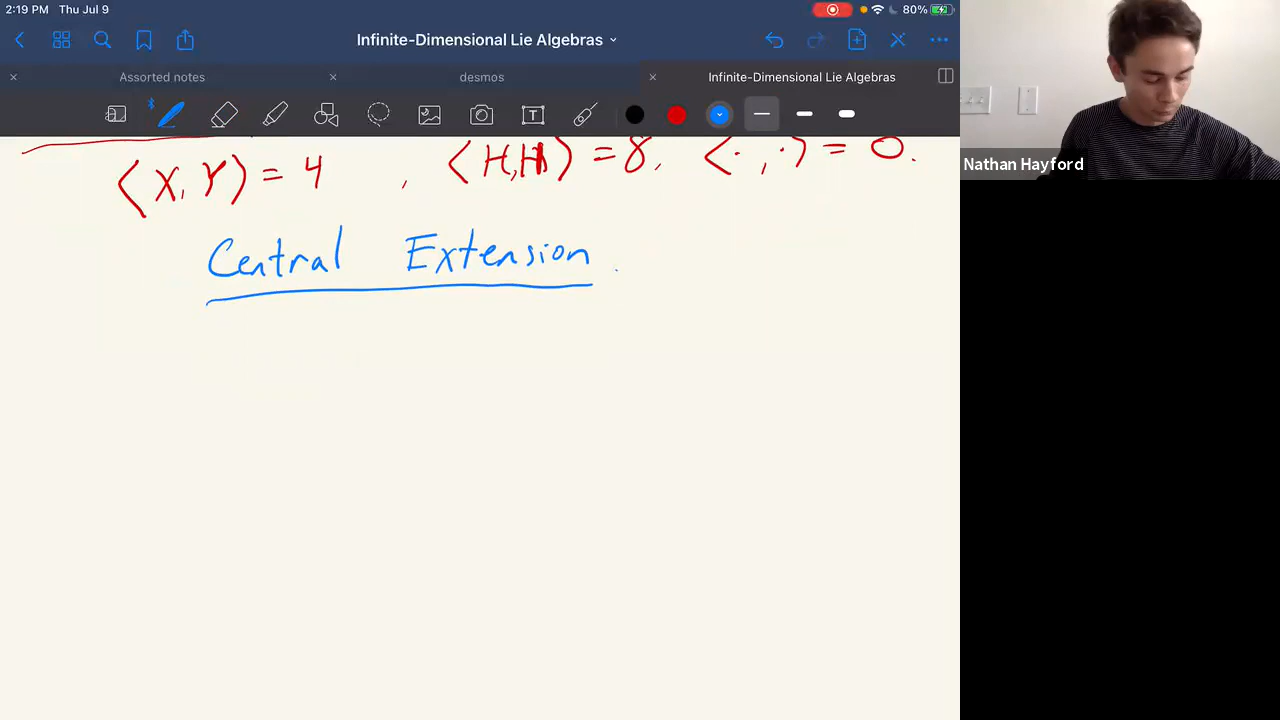 2:19 PM Thu Jul 9
80%
Infinite-Dimensional Lie Algebras
Assorted notes
desmos
Infinite-Dimensional Lie Algebras
T
Nathan Hayford
⟨X,Y⟩ = 4 , ⟨H,H⟩ = 8, ⟨·,·⟩ = 0.
Central Extension.